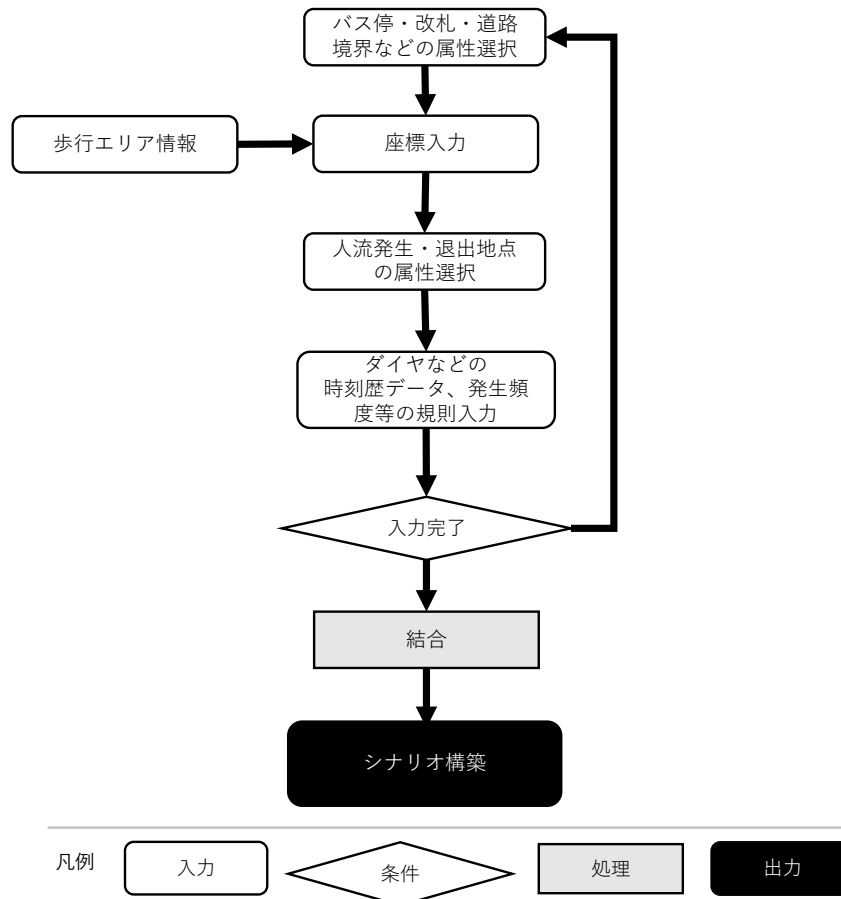 バス停・改札・道路
境界などの属性選択
歩行エリア情報
座標入力
人流発生・退出地点
の属性選択
ダイヤなどの
時刻歴データ、発生頻
度等の規則入力
入力完了
結合
シナリオ構築
凡例
入力
条件
処理
出力